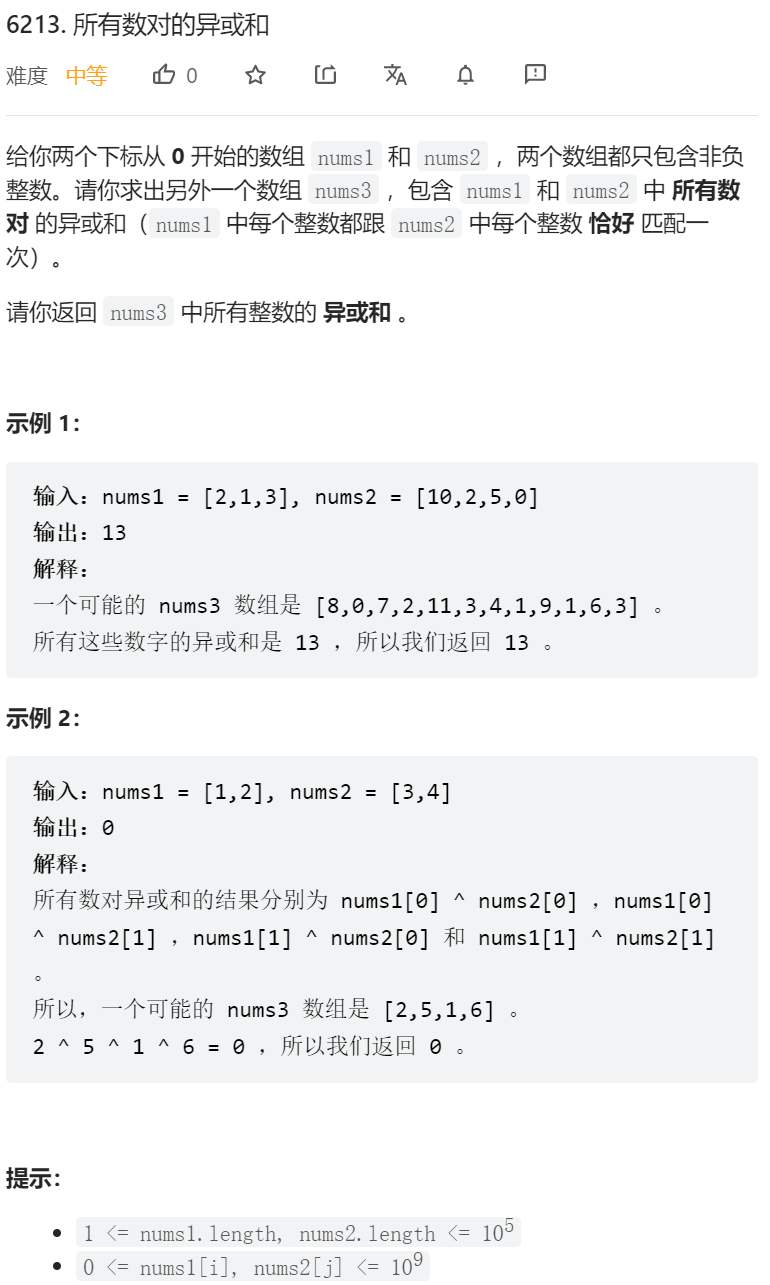 6213. 所有数对的异或和
难度 中等 0
给你两个下标从 0 开始的数组 nums1 和 nums2 ，两个数组都只包含非负
整数。请你求出另外一个数组 nums3 ，包含 nums1 和 nums2 中 所有数
对 的异或和（nums1 中每个整数都跟 nums2 中每个整数 恰好 匹配一
次）。
请你返回 nums3 中所有整数的 异或和 。
示例 1：
输入：nums1 = [2,1,3], nums2 = [10,2,5,0]
输出：13
解释：
一个可能的 nums3 数组是 [8,0,7,2,11,3,4,1,9,1,6,3] 。
所有这些数字的异或和是 13 ，所以我们返回 13 。
示例 2：
输入：nums1 = [1,2], nums2 = [3,4]
输出：0
解释：
所有数对异或和的结果分别为 nums1[0] ^ nums2[0] ，nums1[0]
^ nums2[1] ，nums1[1] ^ nums2[0] 和 nums1[1] ^ nums2[1]
。
所以，一个可能的 nums3 数组是 [2,5,1,6] 。
2 ^ 5 ^ 1 ^ 6 = 0 ，所以我们返回 0 。
提示：
1 <= nums1.length, nums2.length <= 10⁵
0 <= nums1[i], nums2[j] <= 10⁹